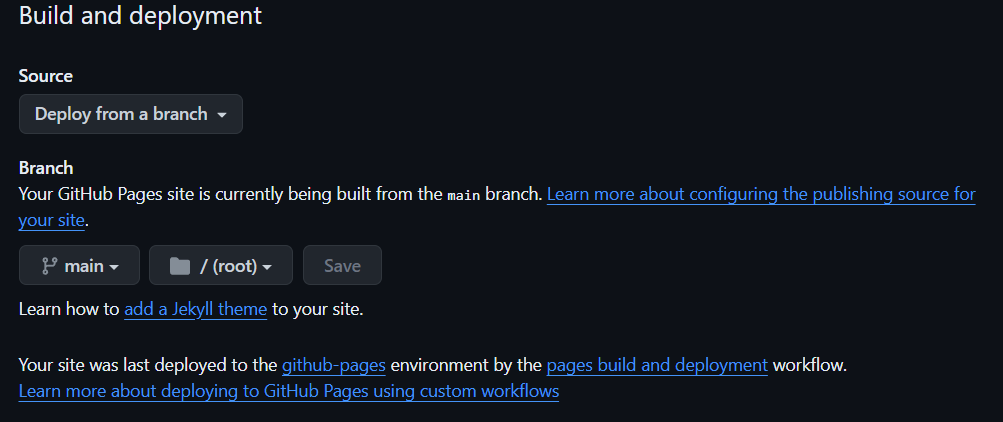 Build and deployment
Source
Deploy from a branch
Branch
Your GitHub Pages site is currently being built from the main branch. Learn more about configuring the publishing source for
your site.
main / (root) Save
Learn how to add a Jekyll theme to your site.
Your site was last deployed to the github-pages environment by the pages build and deployment workflow.
Learn more about deploying to GitHub Pages using custom workflows